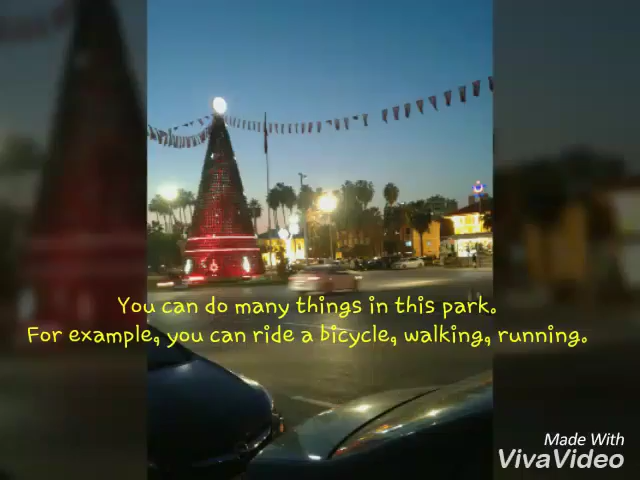 You can do many things in this park.
For example, you can ride a bicycle, walking, running.
Made With
VivaVideo